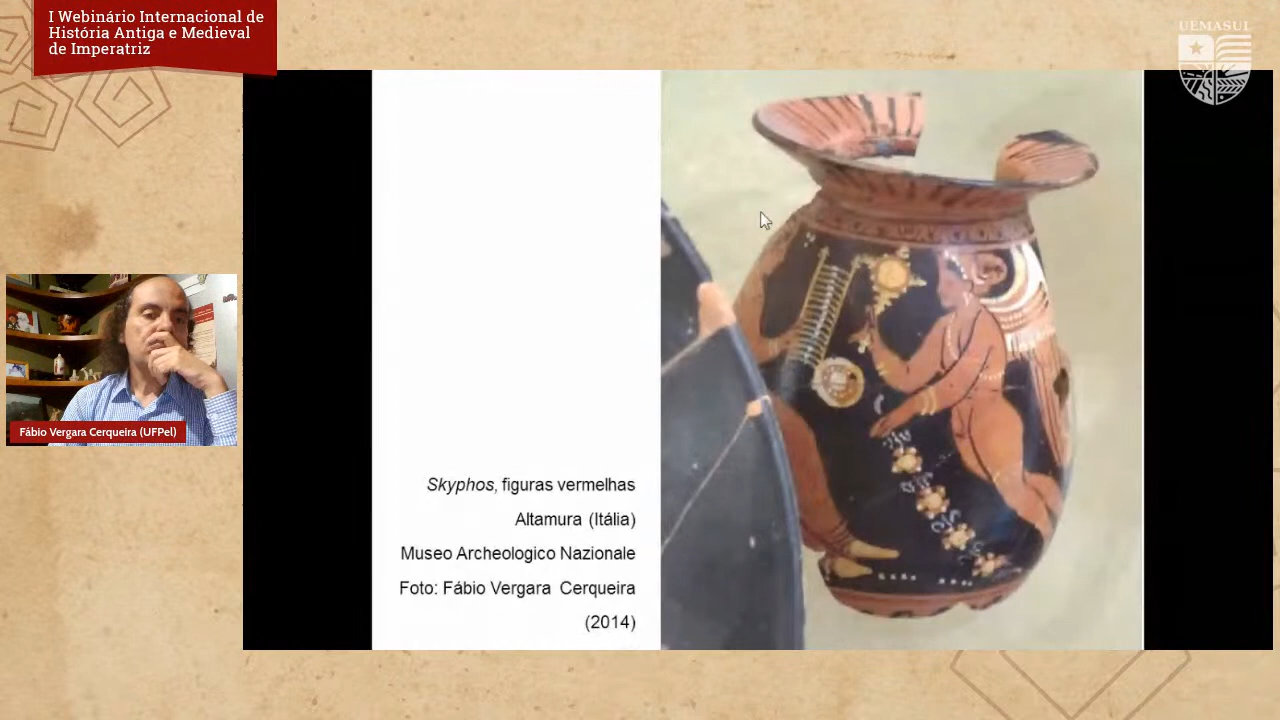 I Webinário Internacional de
História Antiga e Medieval
de Imperatriz
UEMASUL
Fábio Vergara Cerqueira (UFPel)
Skyphos, figuras vermelhas
Altamura (Itália)
Museo Archeologico Nazionale
Foto: Fábio Vergara Cerqueira
(2014)